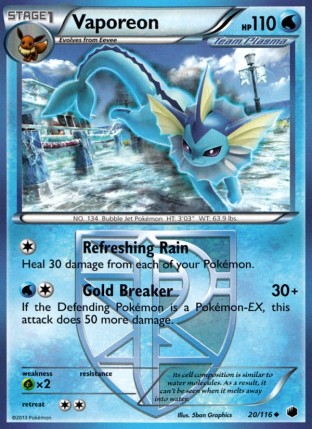 STAGE1
Vaporeon
HP110
Evolves from Eevee
Team Plasma
NO. 134 Bubble Jet Pokémon HT. 3'03" WT. 63.9 lbs.
Refreshing Rain
Heal 30 damage from each of your Pokémon.
Gold Breaker 30+
If the Defending Pokémon is a Pokémon-EX, this
attack does 50 more damage.
weakness resistance
×2
retreat
Its cell composition is similar to
water molecules. As a result, it
can't be seen when it melts away
into water.
©2013 Pokémon
Illus. 5ban Graphics
20/116